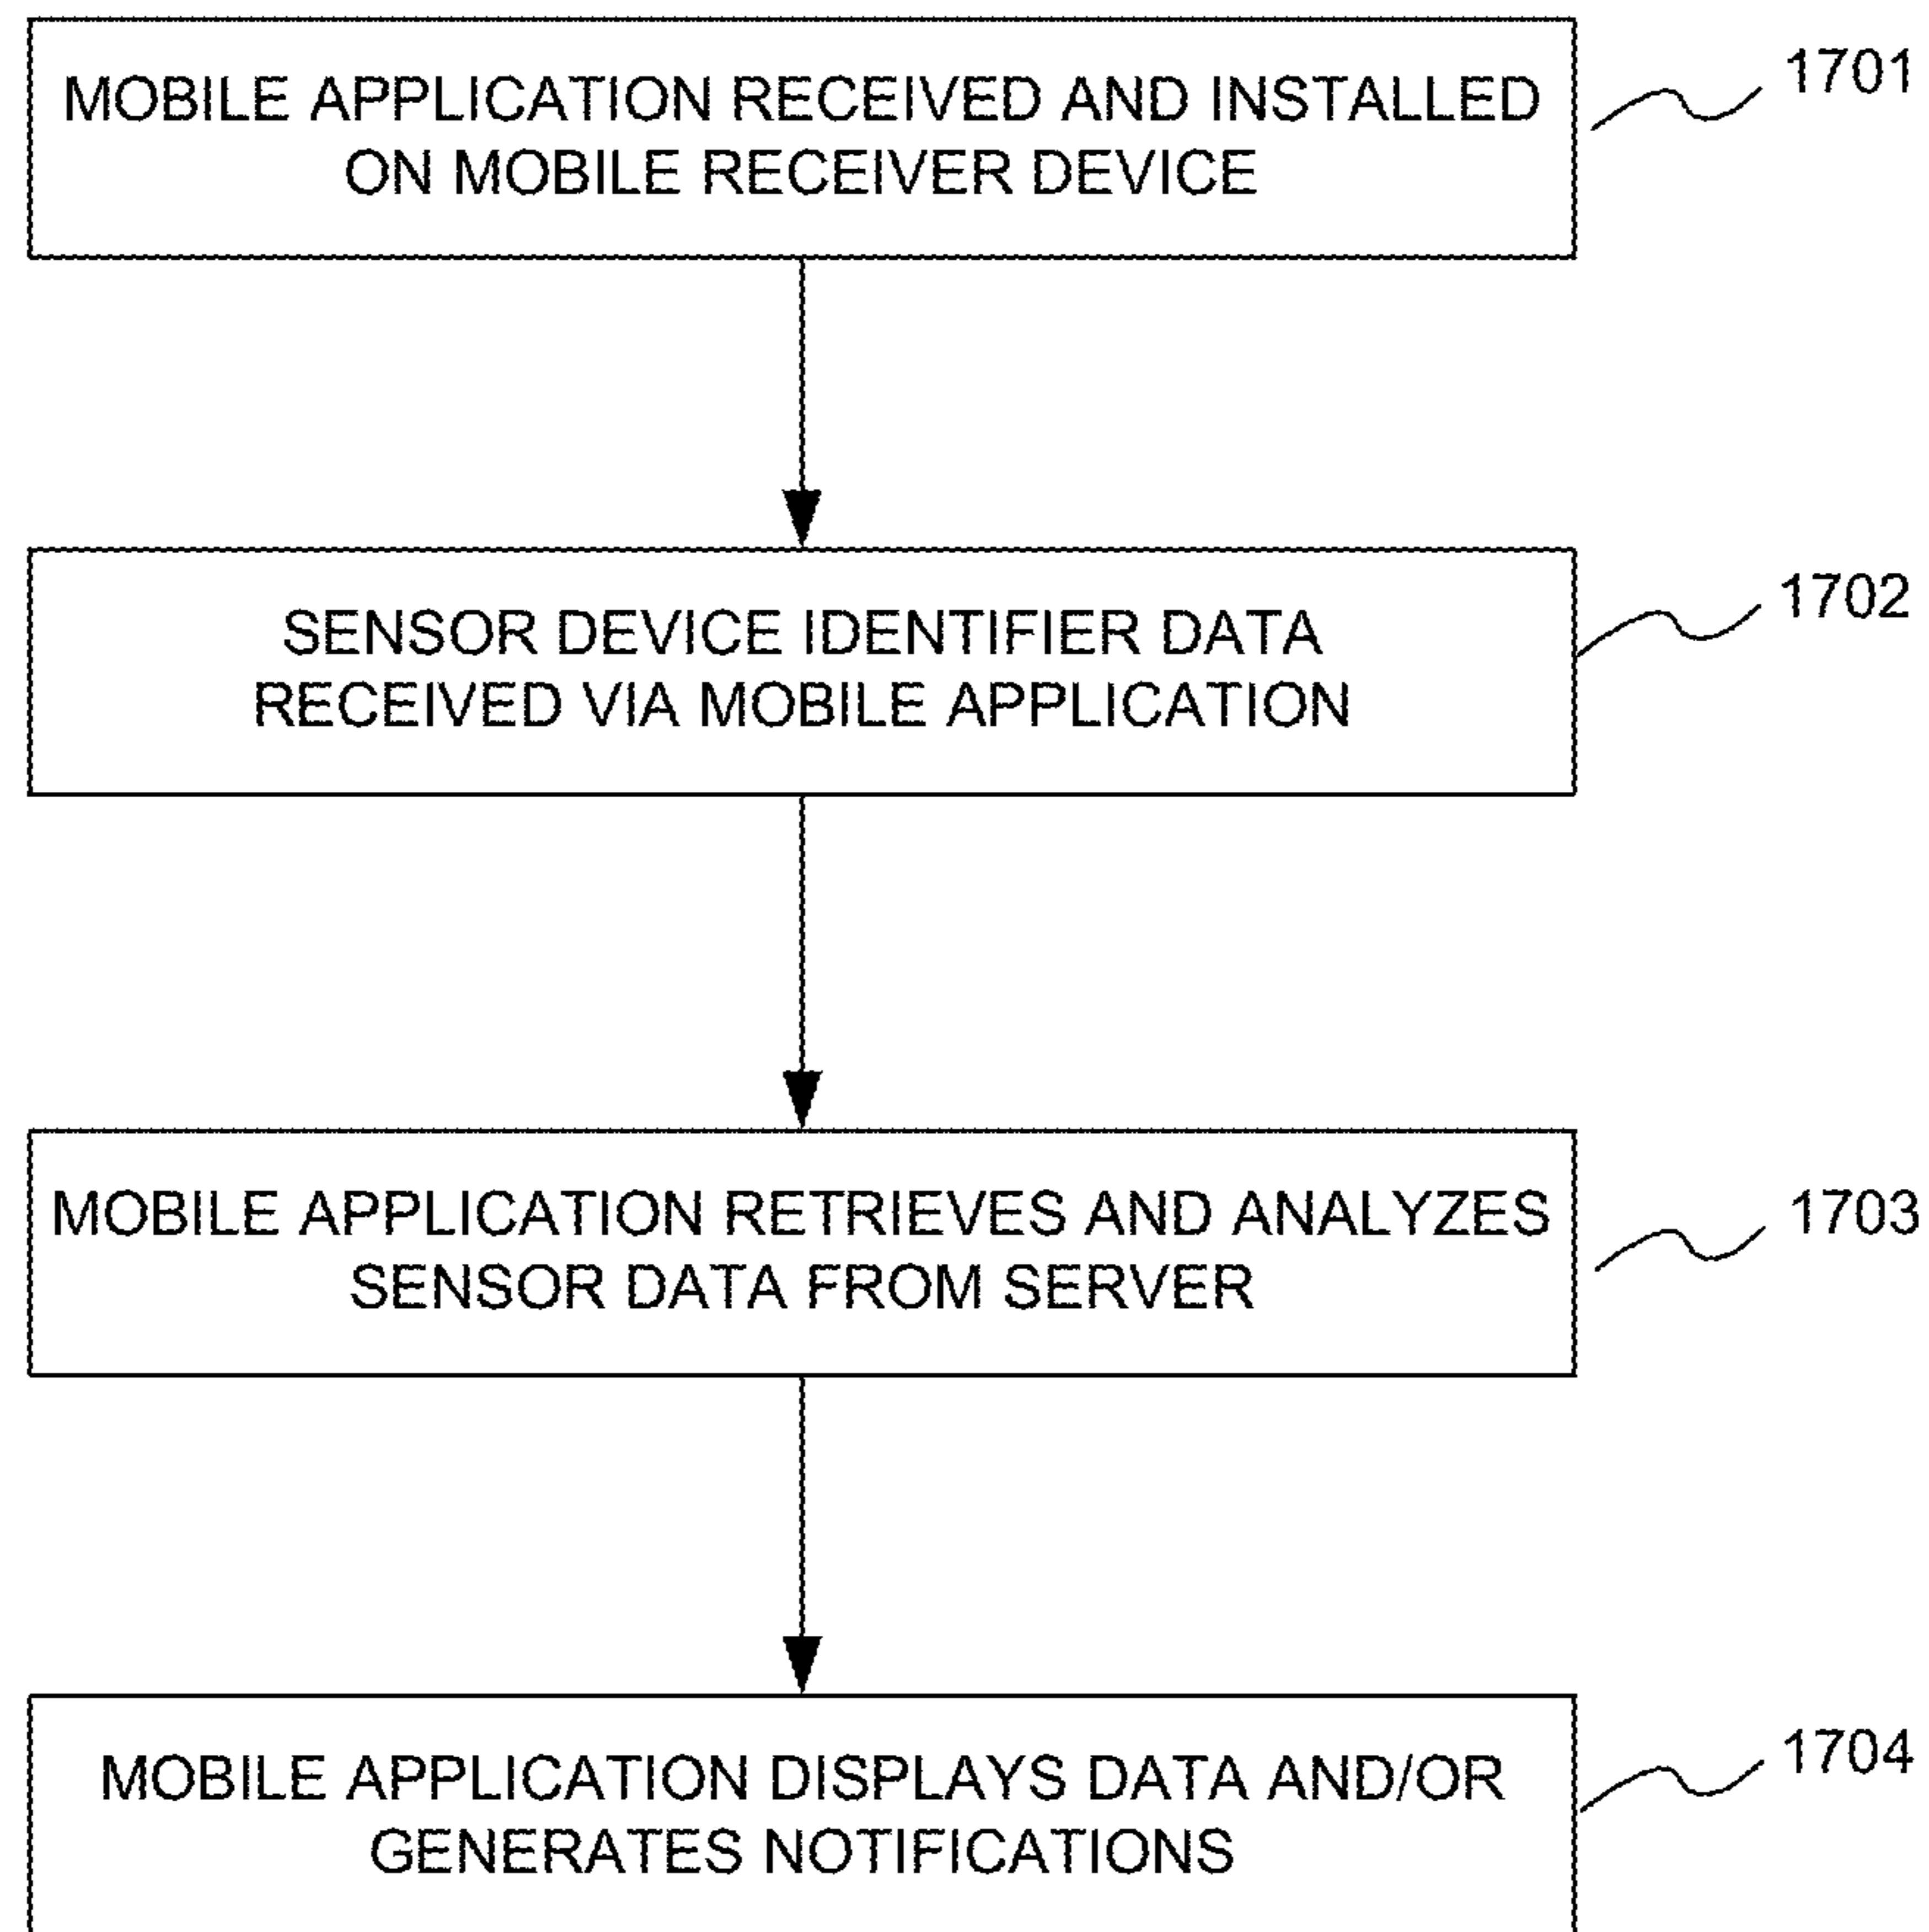 MOBILE APPLICATION RECEIVED AND INSTALLED
ON MOBILE RECEIVER DEVICE
1701
SENSOR DEVICE IDENTIFIER DATA
RECEIVED VIA MOBILE APPLICATION
1702
MOBILE APPLICATION RETRIEVES AND ANALYZES
SENSOR DATA FROM SERVER
1703
MOBILE APPLICATION DISPLAYS DATA AND/OR
GENERATES NOTIFICATIONS
1704